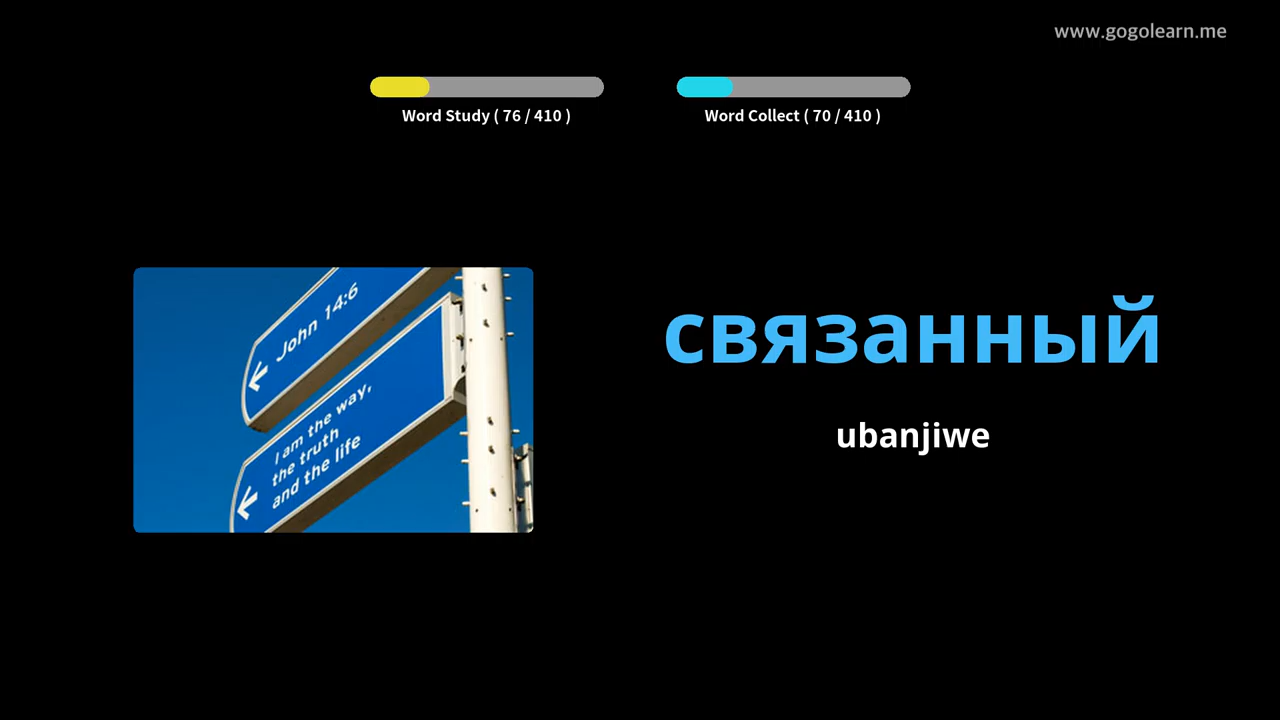 www.gogolearn.me
Word Study ( 76 / 410 )
Word Collect ( 70 / 410 )
John 14:6
I am the way,
the truth
and the life
связанный
ubanjiwe